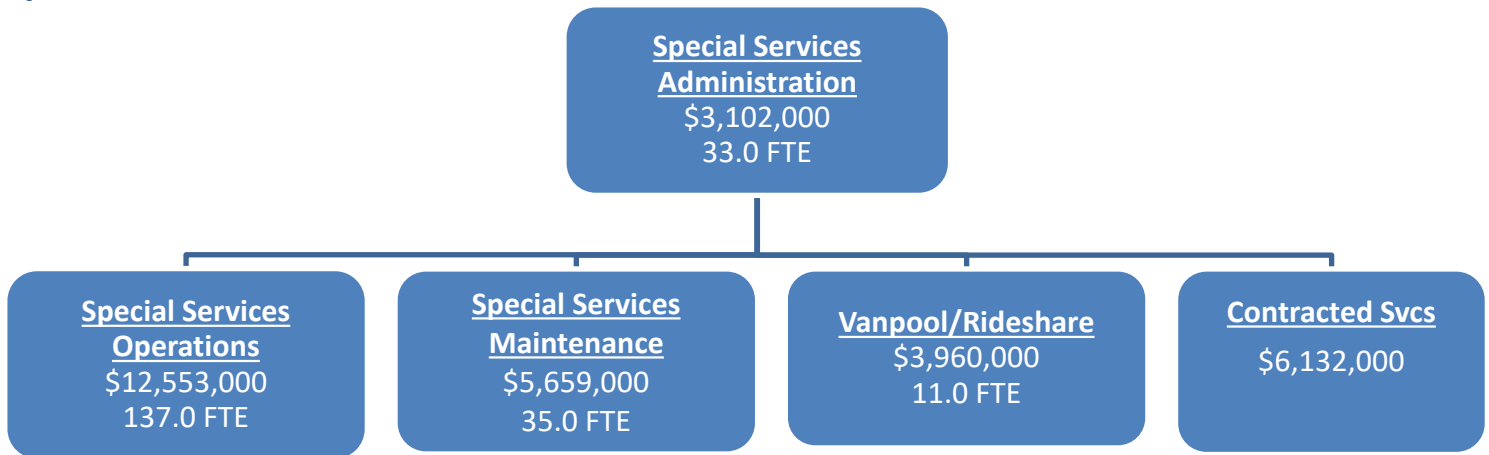 Special Services
Administration
$3,102,000
33.0 FTE
Special Services
Operations
$12,553,000
137.0 FTE
Special Services
Maintenance
$5,659,000
35.0 FTE
Vanpool/Rideshare
$3,960,000
11.0 FTE
Contracted Svcs
$6,132,000